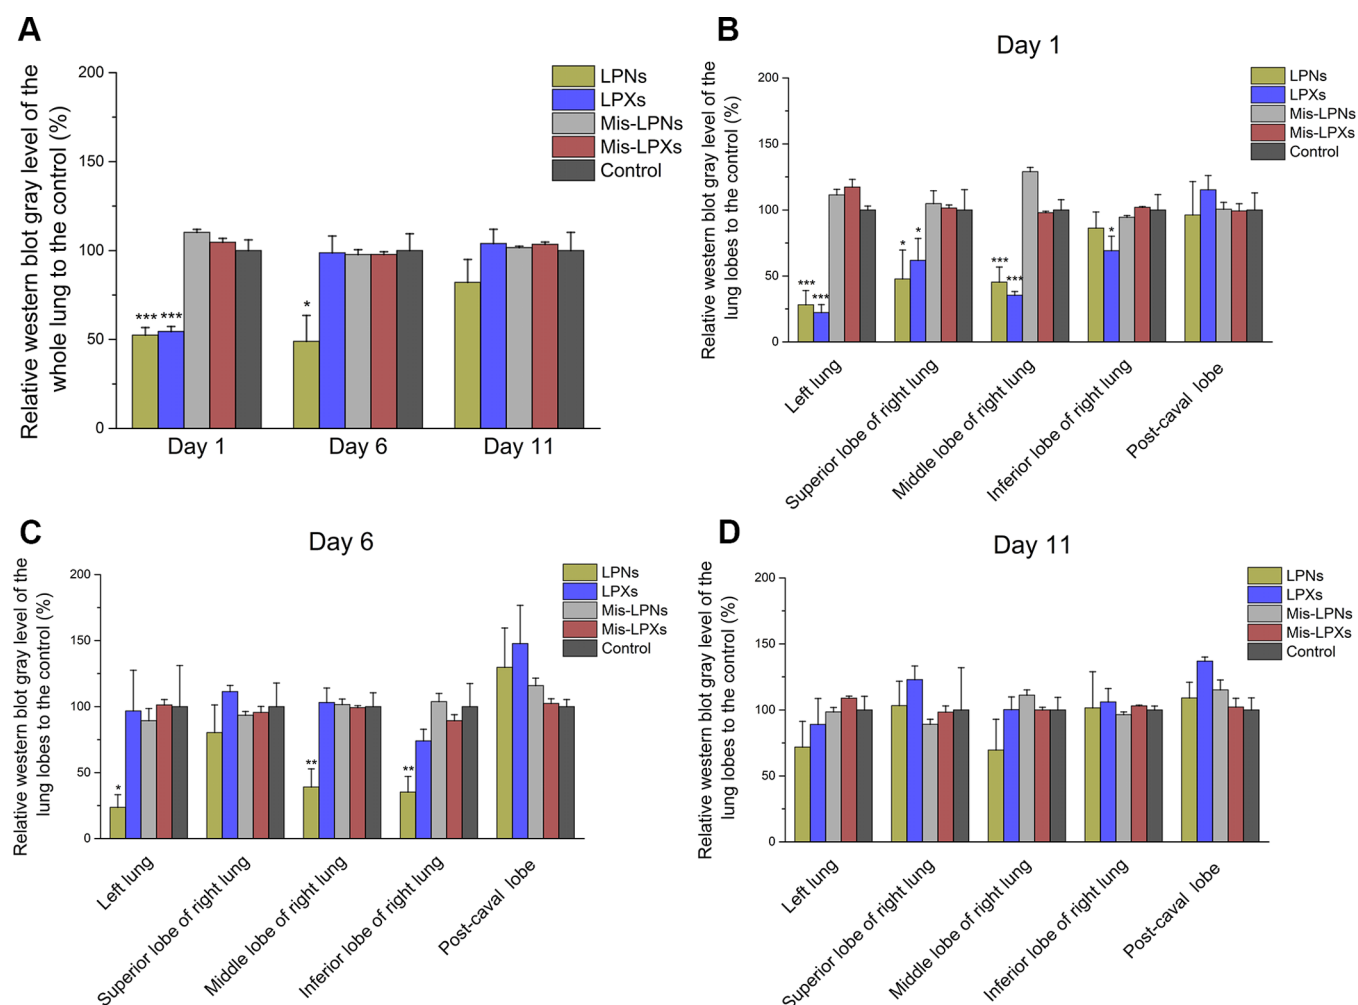 A
Relative western blot gray level of the
whole lung to the control (%)
200
150
100
50
0
LPNs
LPXs
Mis-LPNs
Mis-LPXs
Control
*** ***
*
Day 1
Day 6
Day 11
B
Day 1
Relative western blot gray level of the
lung lobes to the control (%)
200
150
100
50
0
LPNs
LPXs
Mis-LPNs
Mis-LPXs
Control
***
***
*
*
***
***
*
Left lung
Superior lobe of right lung
Middle lobe of right lung
Inferior lobe of right lung
Post-caval lobe
C
Day 6
Relative western blot gray level of the
lung lobes to the control (%)
200
150
100
50
0
LPNs
LPXs
Mis-LPNs
Mis-LPXs
Control
*
**
**
Left lung
Superior lobe of right lung
Middle lobe of right lung
Inferior lobe of right lung
Post-caval lobe
D
Day 11
Relative western blot gray level of the
lung lobes to the control (%)
200
150
100
50
0
LPNs
LPXs
Mis-LPNs
Mis-LPXs
Control
Left lung
Superior lobe of right lung
Middle lobe of right lung
Inferior lobe of right lung
Post-caval lobe